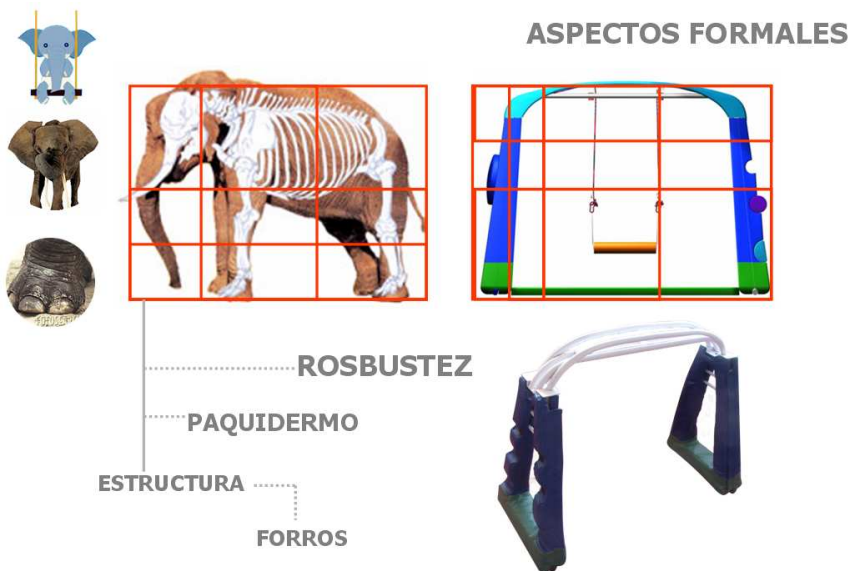 ASPECTOS FORMALES
ROSBUSTEZ
PAQUIDERMO
ESTRUCTURA
FORROS